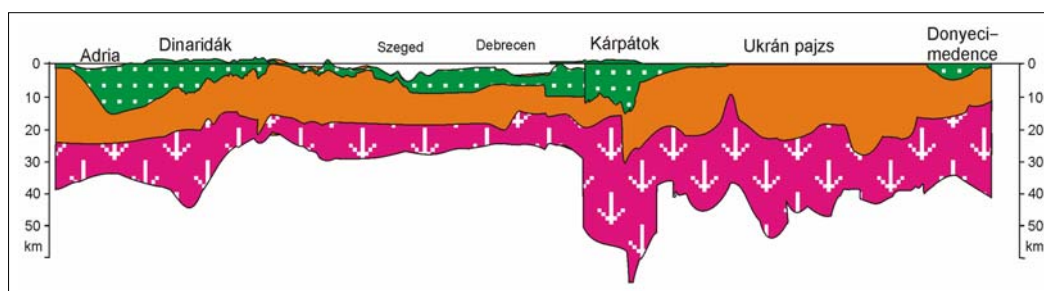 Adria
Dinaridák
Szeged
Debrecen
Kárpátok
Ukrán pajzs
Donyeci-
medence
0
10
20
30
40
50
km
0
10
20
30
40
50
km